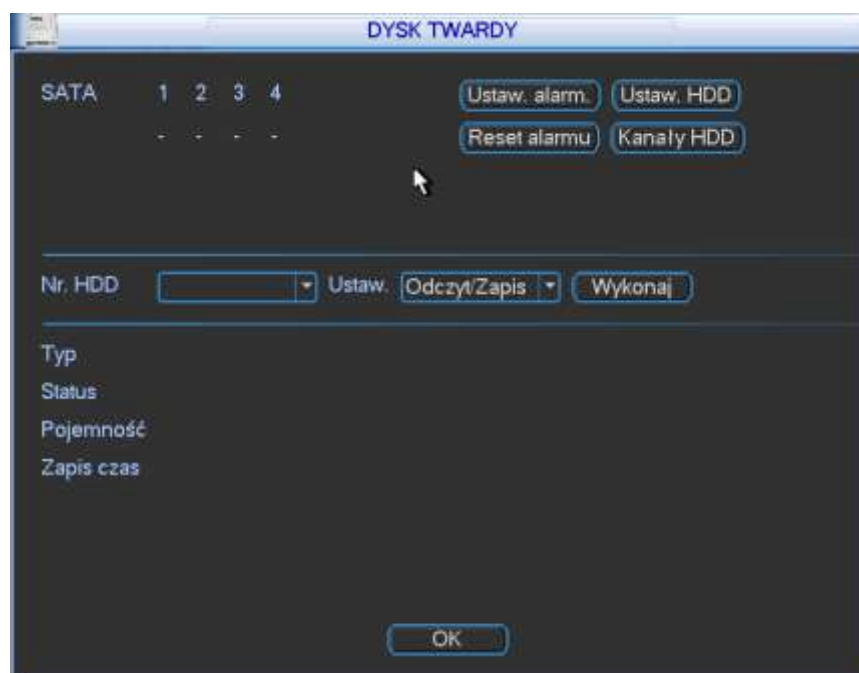 DYSK TWARDY
SATA 1 2 3 4 Ustaw. alarm. Ustaw. HDD
- - - - Reset alarmu Kanały HDD
Nr. HDD Ustaw. Odczyt/Zapis Wykonaj
Typ
Status
Pojemność
Zapis czas
OK